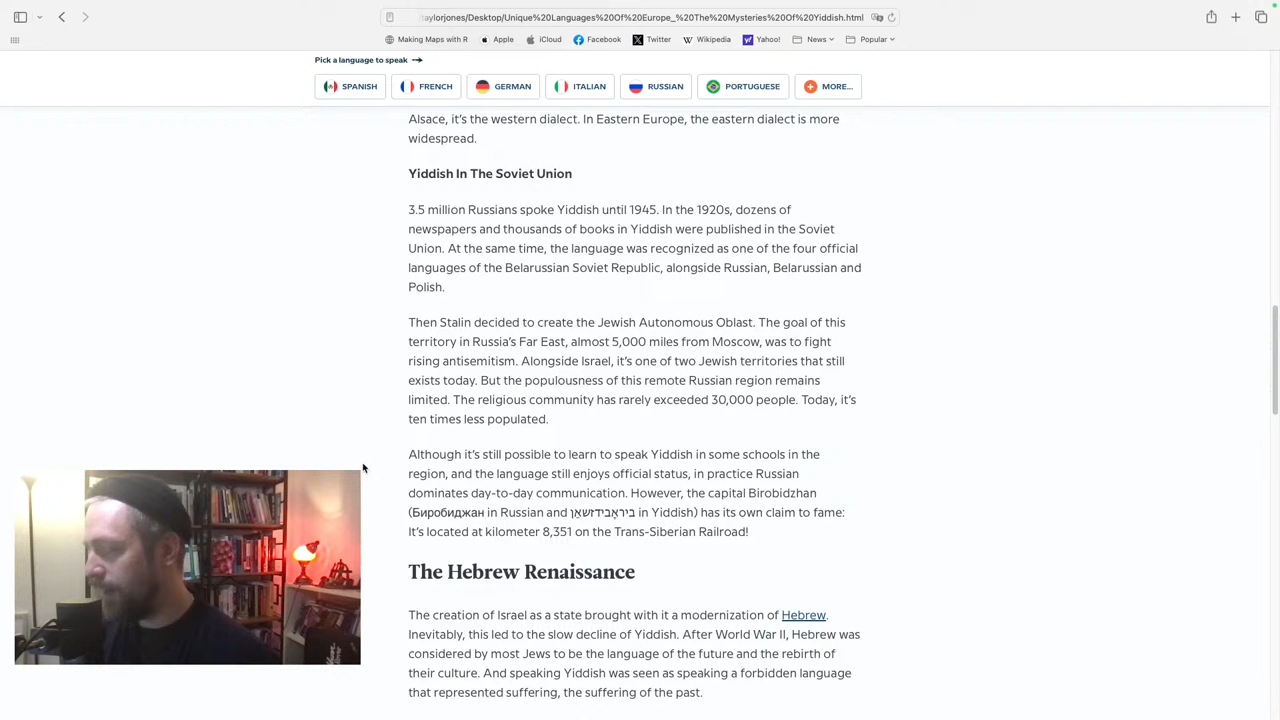 taylorjones/Desktop/Unique%20Languages%20Of%20Europe_%20The%20Mysteries%20Of%20Yiddish.html
Making Maps with R
Apple
iCloud
Facebook
Twitter
Wikipedia
Yahoo!
News
Popular
Pick a language to speak
SPANISH
FRENCH
GERMAN
ITALIAN
RUSSIAN
PORTUGUESE
MORE...
Alsace, it's the western dialect. In Eastern Europe, the eastern dialect is more
widespread.
Yiddish In The Soviet Union
3.5 million Russians spoke Yiddish until 1945. In the 1920s, dozens of
newspapers and thousands of books in Yiddish were published in the Soviet
Union. At the same time, the language was recognized as one of the four official
languages of the Belarussian Soviet Republic, alongside Russian, Belarussian and
Polish.
Then Stalin decided to create the Jewish Autonomous Oblast. The goal of this
territory in Russia's Far East, almost 5,000 miles from Moscow, was to fight
rising antisemitism. Alongside Israel, it's one of two Jewish territories that still
exists today. But the populousness of this remote Russian region remains
limited. The religious community has rarely exceeded 30,000 people. Today, it's
ten times less populated.
Although it's still possible to learn to speak Yiddish in some schools in the
region, and the language still enjoys official status, in practice Russian
dominates day-to-day communication. However, the capital Birobidzhan
(Биробиджан in Russian and ביראָבידזשאַן in Yiddish) has its own claim to fame:
It's located at kilometer 8,351 on the Trans-Siberian Railroad!
The Hebrew Renaissance
The creation of Israel as a state brought with it a modernization of Hebrew.
Inevitably, this led to the slow decline of Yiddish. After World War II, Hebrew was
considered by most Jews to be the language of the future and the rebirth of
their culture. And speaking Yiddish was seen as speaking a forbidden language
that represented suffering, the suffering of the past.